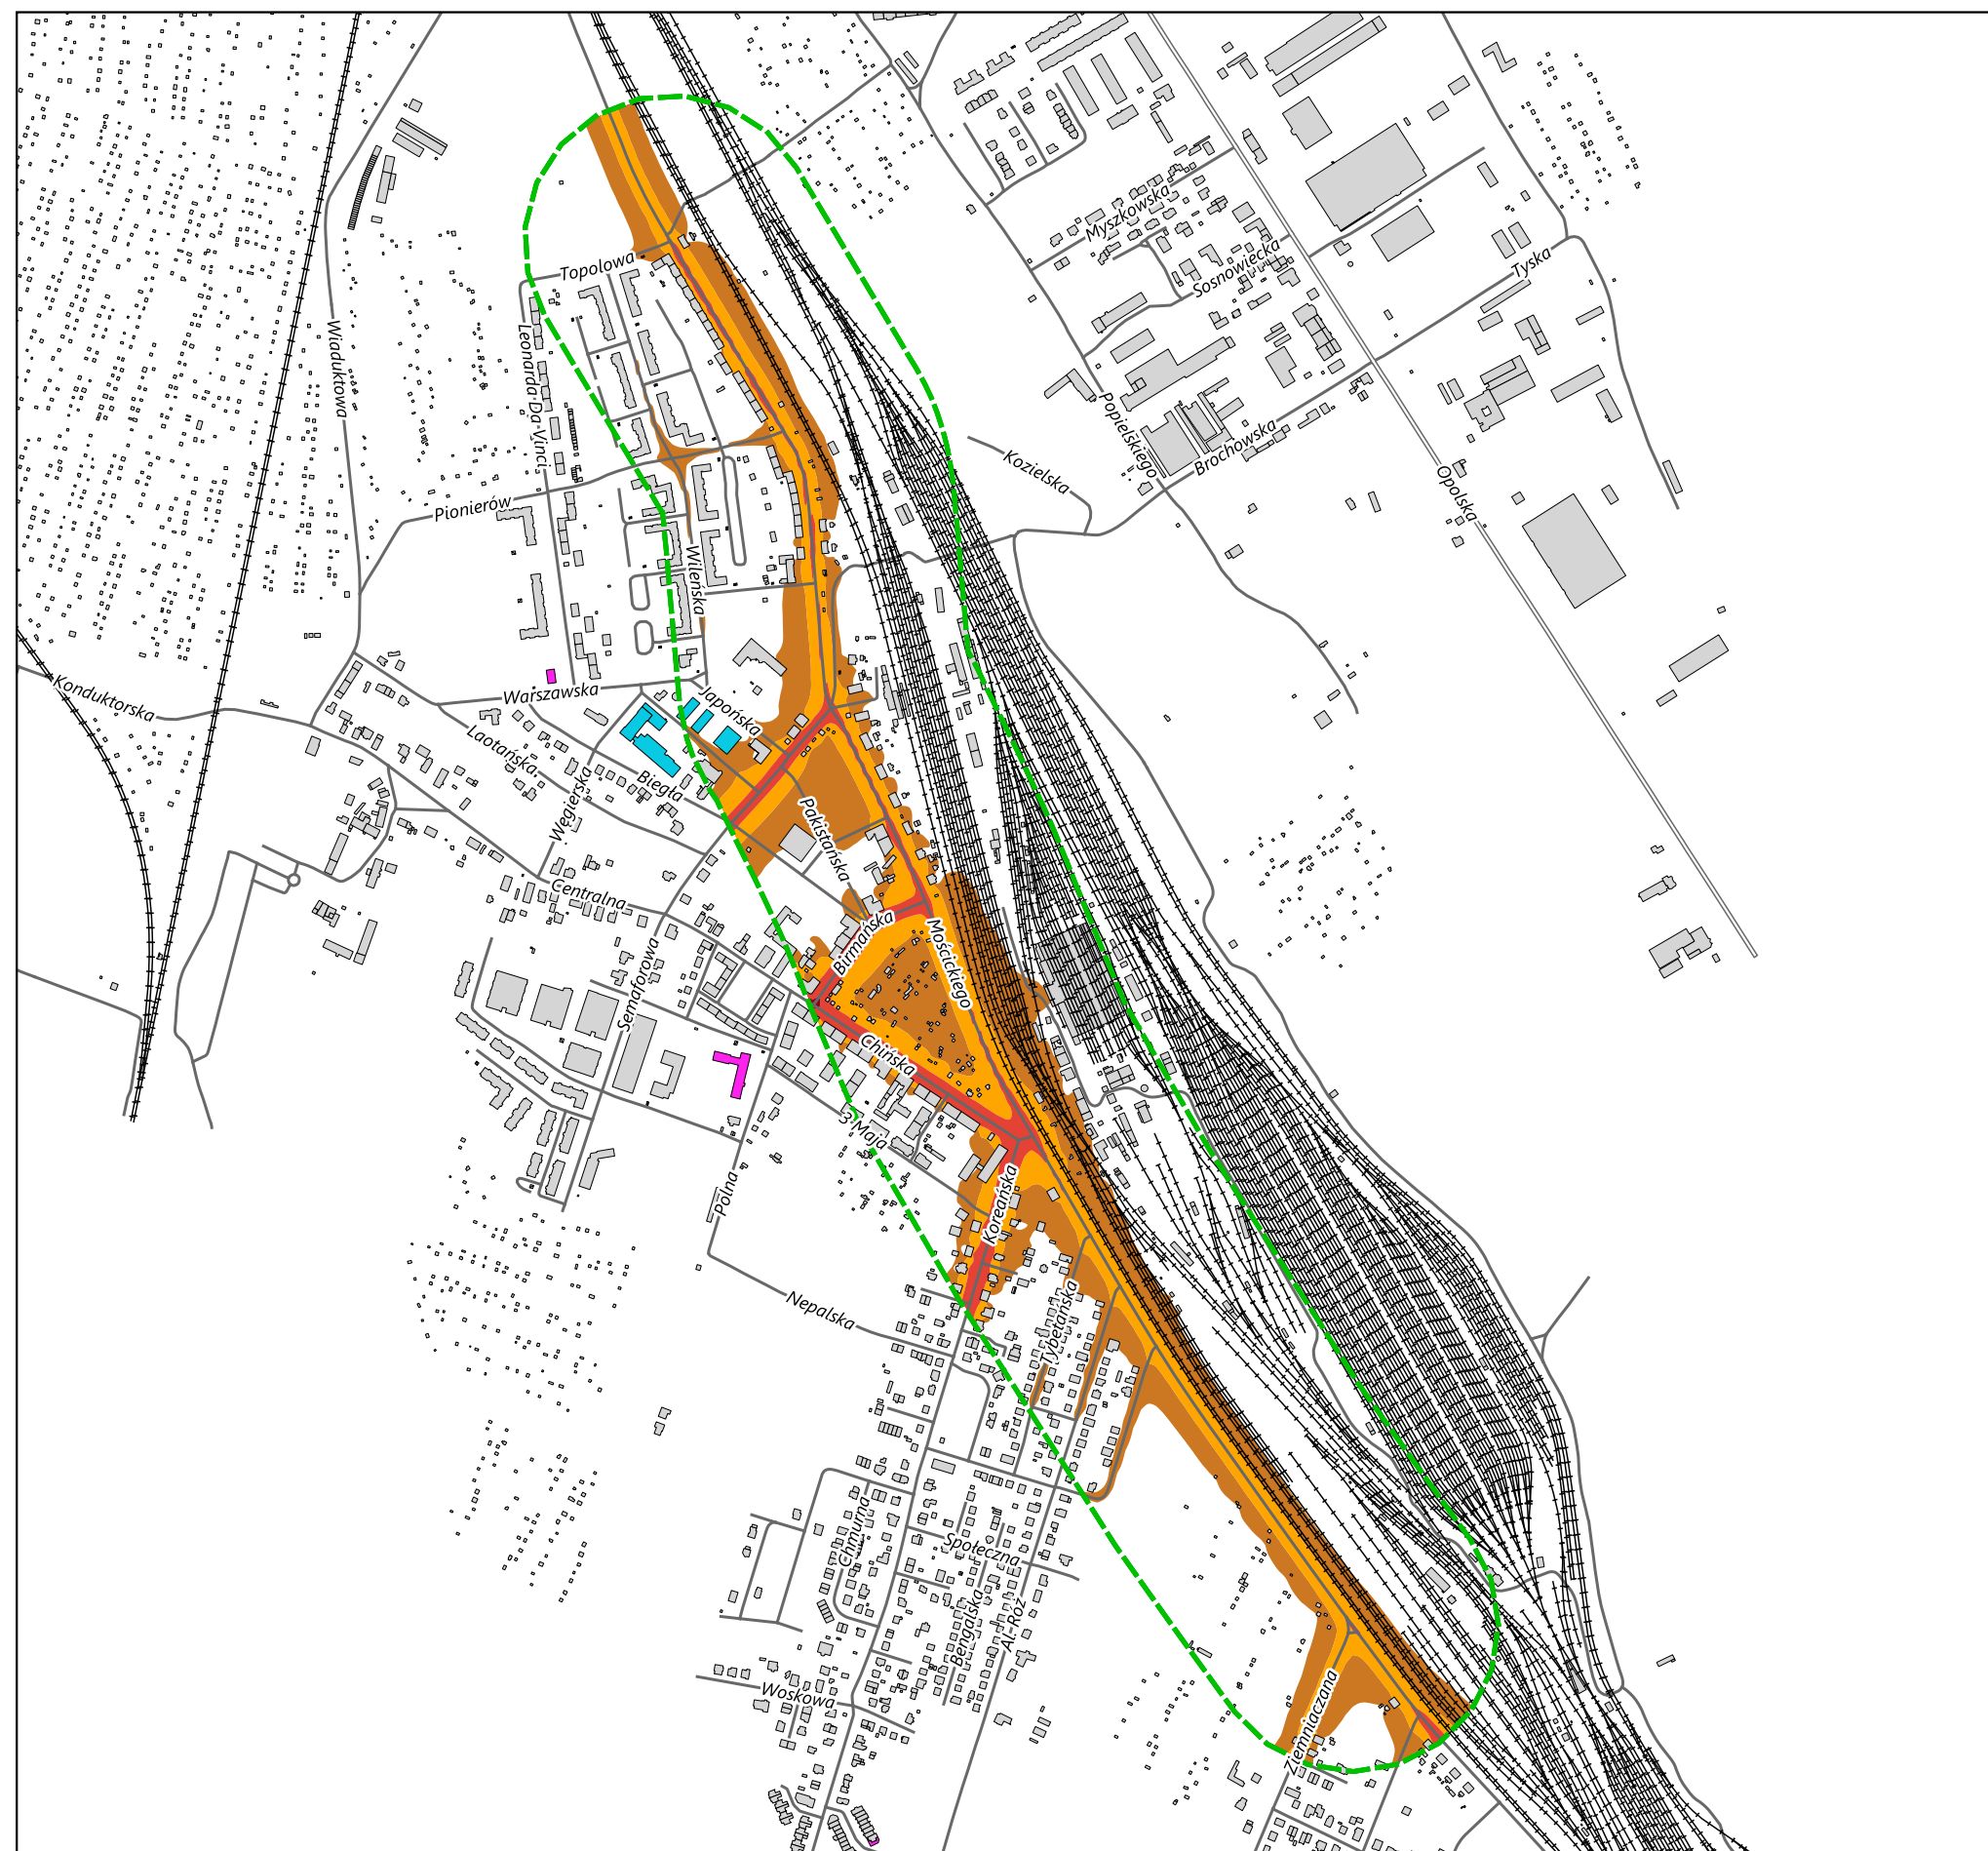 Myszkowska
Sosnowiecka
Topolowa
Tyska
Wiaduktowa
Leonarda Da Vinci
Popielskiego
Brochowska
Kozielska
Opolska
Pionierów
Wileńska
Konduktorska
Warszawska
Japońska
Laotańska
Biegła
Węgierska
Pakistańska
Centralna
Birmańska
Mościckiego
Semaforowa
Chińska
3 Maja
Polna
Koreańska
Nepalska
Tybetańska
Chmurna
Społeczna
Bengalska
Al. Róż
Woskowa
Ziemniaczana